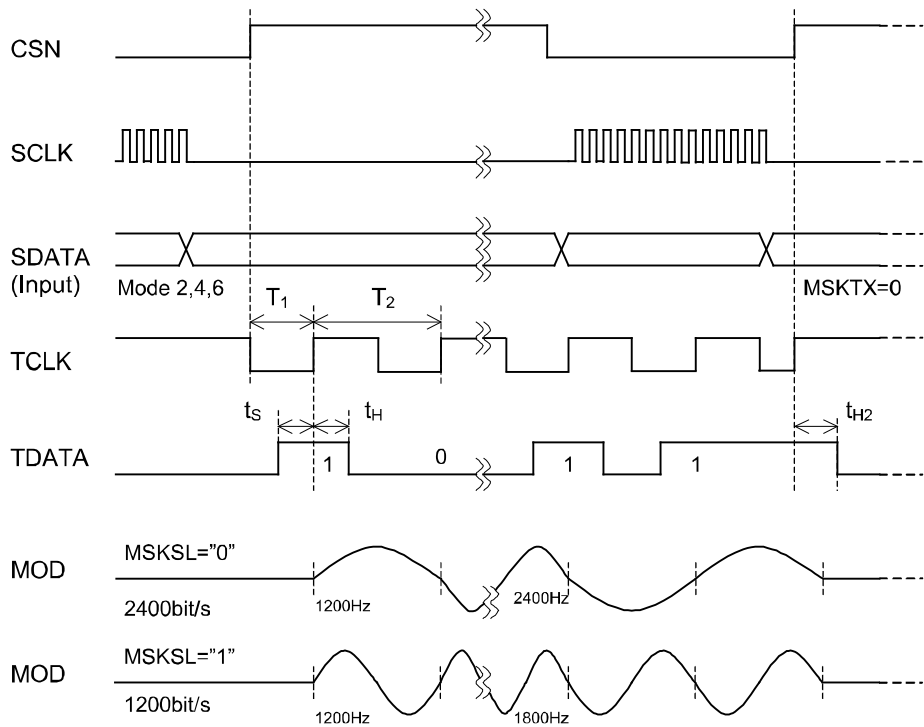 CSN
SCLK
SDATA
(Input)
Mode 2,4,6
MSKTX=0
T1
T2
TCLK
tS
tH
tH2
TDATA
1
0
1
1
MOD
MSKSL="0"
2400bit/s
1200Hz
2400Hz
MOD
MSKSL="1"
1200bit/s
1200Hz
1800Hz